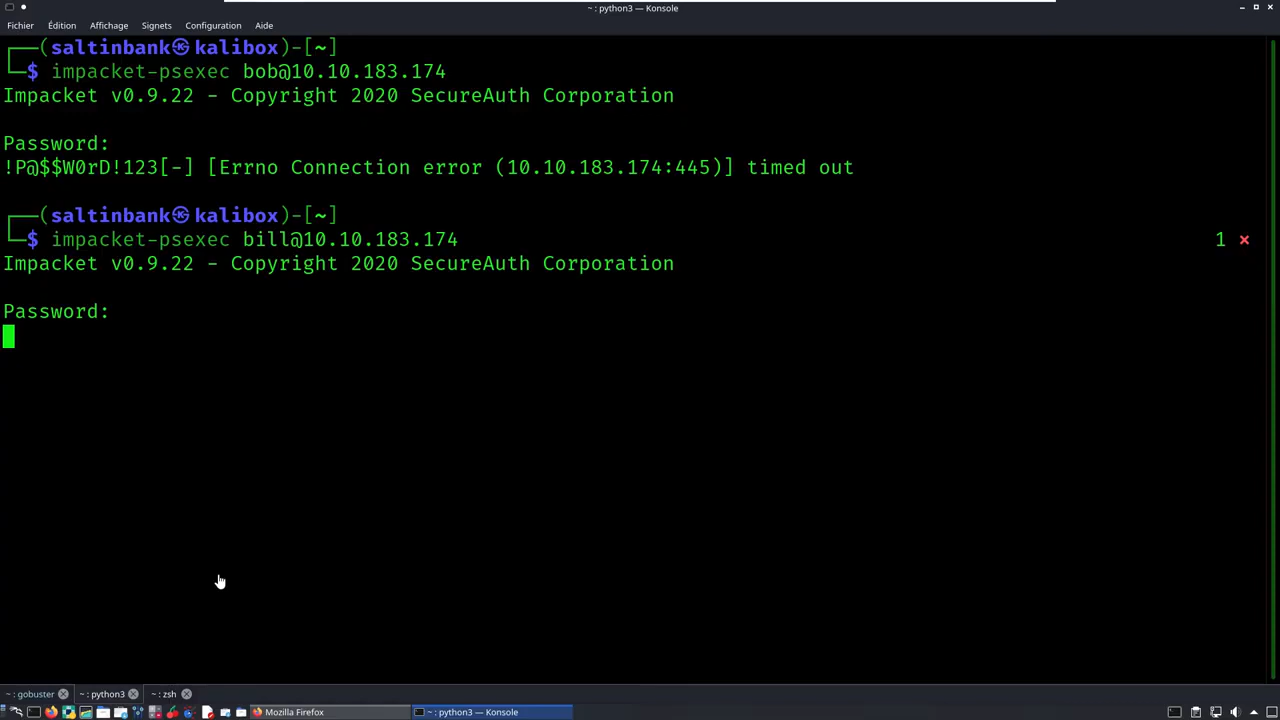 ~ : python3 — Konsole
Fichier Édition Affichage Signets Configuration Aide
┌──(saltinbank㉿kalibox)-[~]
└─$ impacket-psexec bob@10.10.183.174
Impacket v0.9.22 - Copyright 2020 SecureAuth Corporation
Password:
!P@$$W0rD!123[-] [Errno Connection error (10.10.183.174:445)] timed out
┌──(saltinbank㉿kalibox)-[~]
└─$ impacket-psexec bill@10.10.183.174 1 ✗
Impacket v0.9.22 - Copyright 2020 SecureAuth Corporation
Password:
~ : gobuster ~ : python3 ~ : zsh
Mozilla Firefox ~ : python3 — Konsole